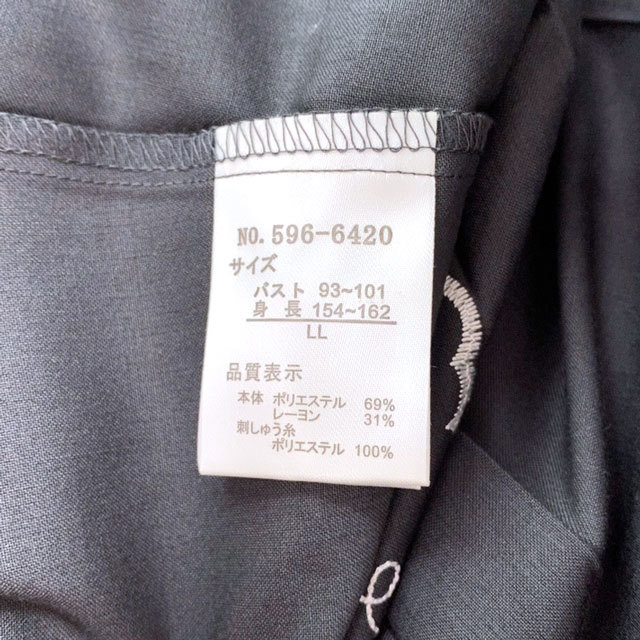 NO. 596-6420
サイズ
バスト 93~101
身長 154~162
LL
品質表示
本体 ポリエステル 69%
レーヨン 31%
刺しゅう糸
ポリエステル 100%